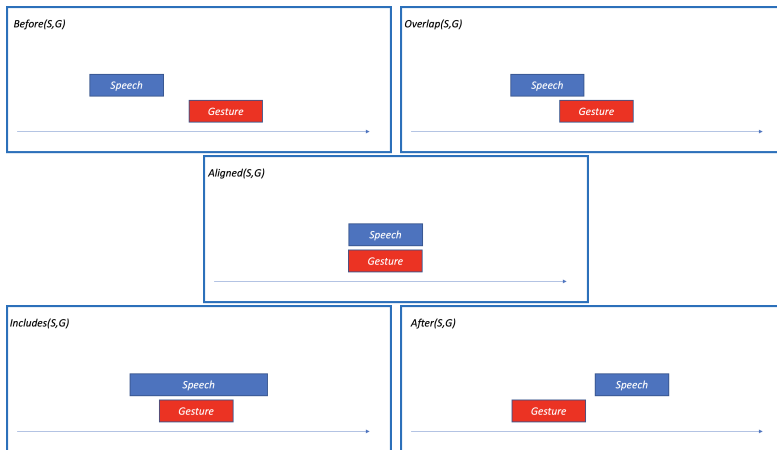 Before(S,G)
Speech
Gesture
Overlap(S,G)
Speech
Gesture
Aligned(S,G)
Speech
Gesture
Includes(S,G)
Speech
Gesture
After(S,G)
Speech
Gesture